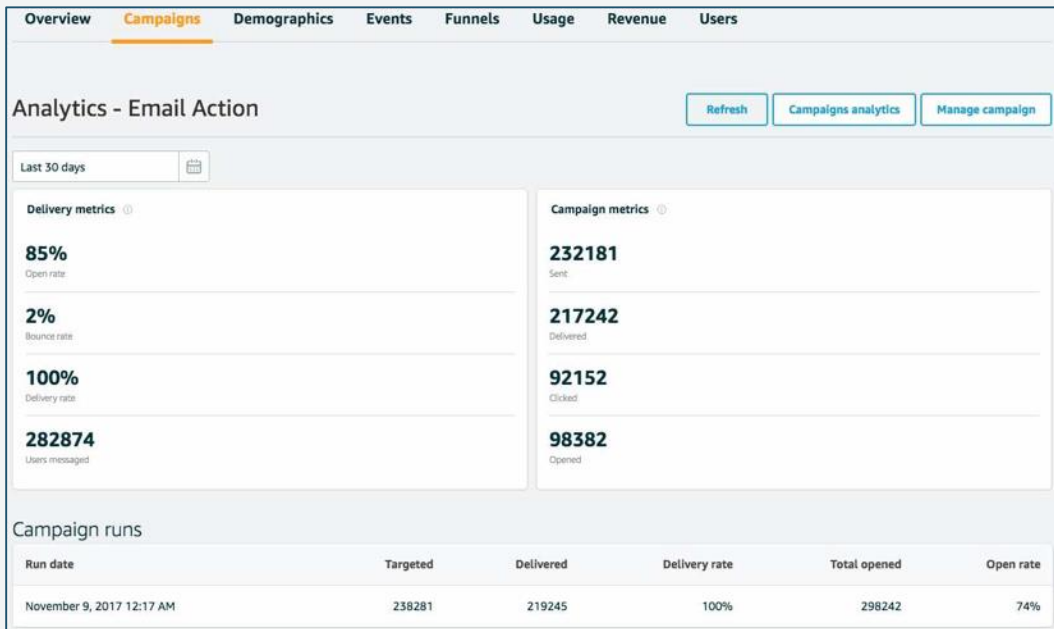 Overview Campaigns Demographics Events Funnels Usage Revenue Users
Analytics - Email Action
Refresh Campaigns analytics Manage campaign
Last 30 days
Delivery metrics
85%
Open rate
2%
Bounce rate
100%
Delivery rate
282874
Users messaged
Campaign metrics
232181
Sent
217242
Delivered
92152
Clicked
98382
Opened
Campaign runs
Run date Targeted Delivered Delivery rate Total opened Open rate
November 9, 2017 12:17 AM 238281 219245 100% 298242 74%